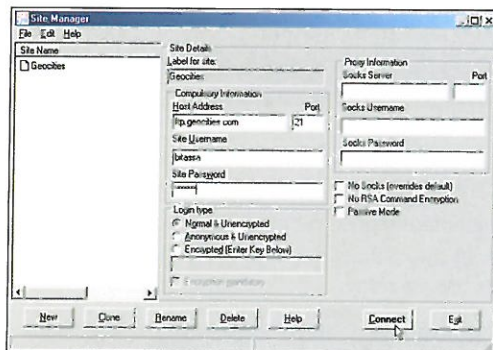 Site Manager
File Edit Help
Site Name
Geocities
Site Details
Label for site:
Geocities
Compulsory Information
Host Address Port
ftp.geocities.com 21
Site Username
bitassa
Site Password
Login type
Normal & Unencrypted
Anonymous & Unencrypted
Encrypted (Enter Key Below)
Encryption mandatory
Proxy Information
Socks Server Port
Socks Username
Socks Password
No Socks (overrides default)
No RSA Command Encryption
Passive Mode
New Clone Rename Delete Help Connect Exit